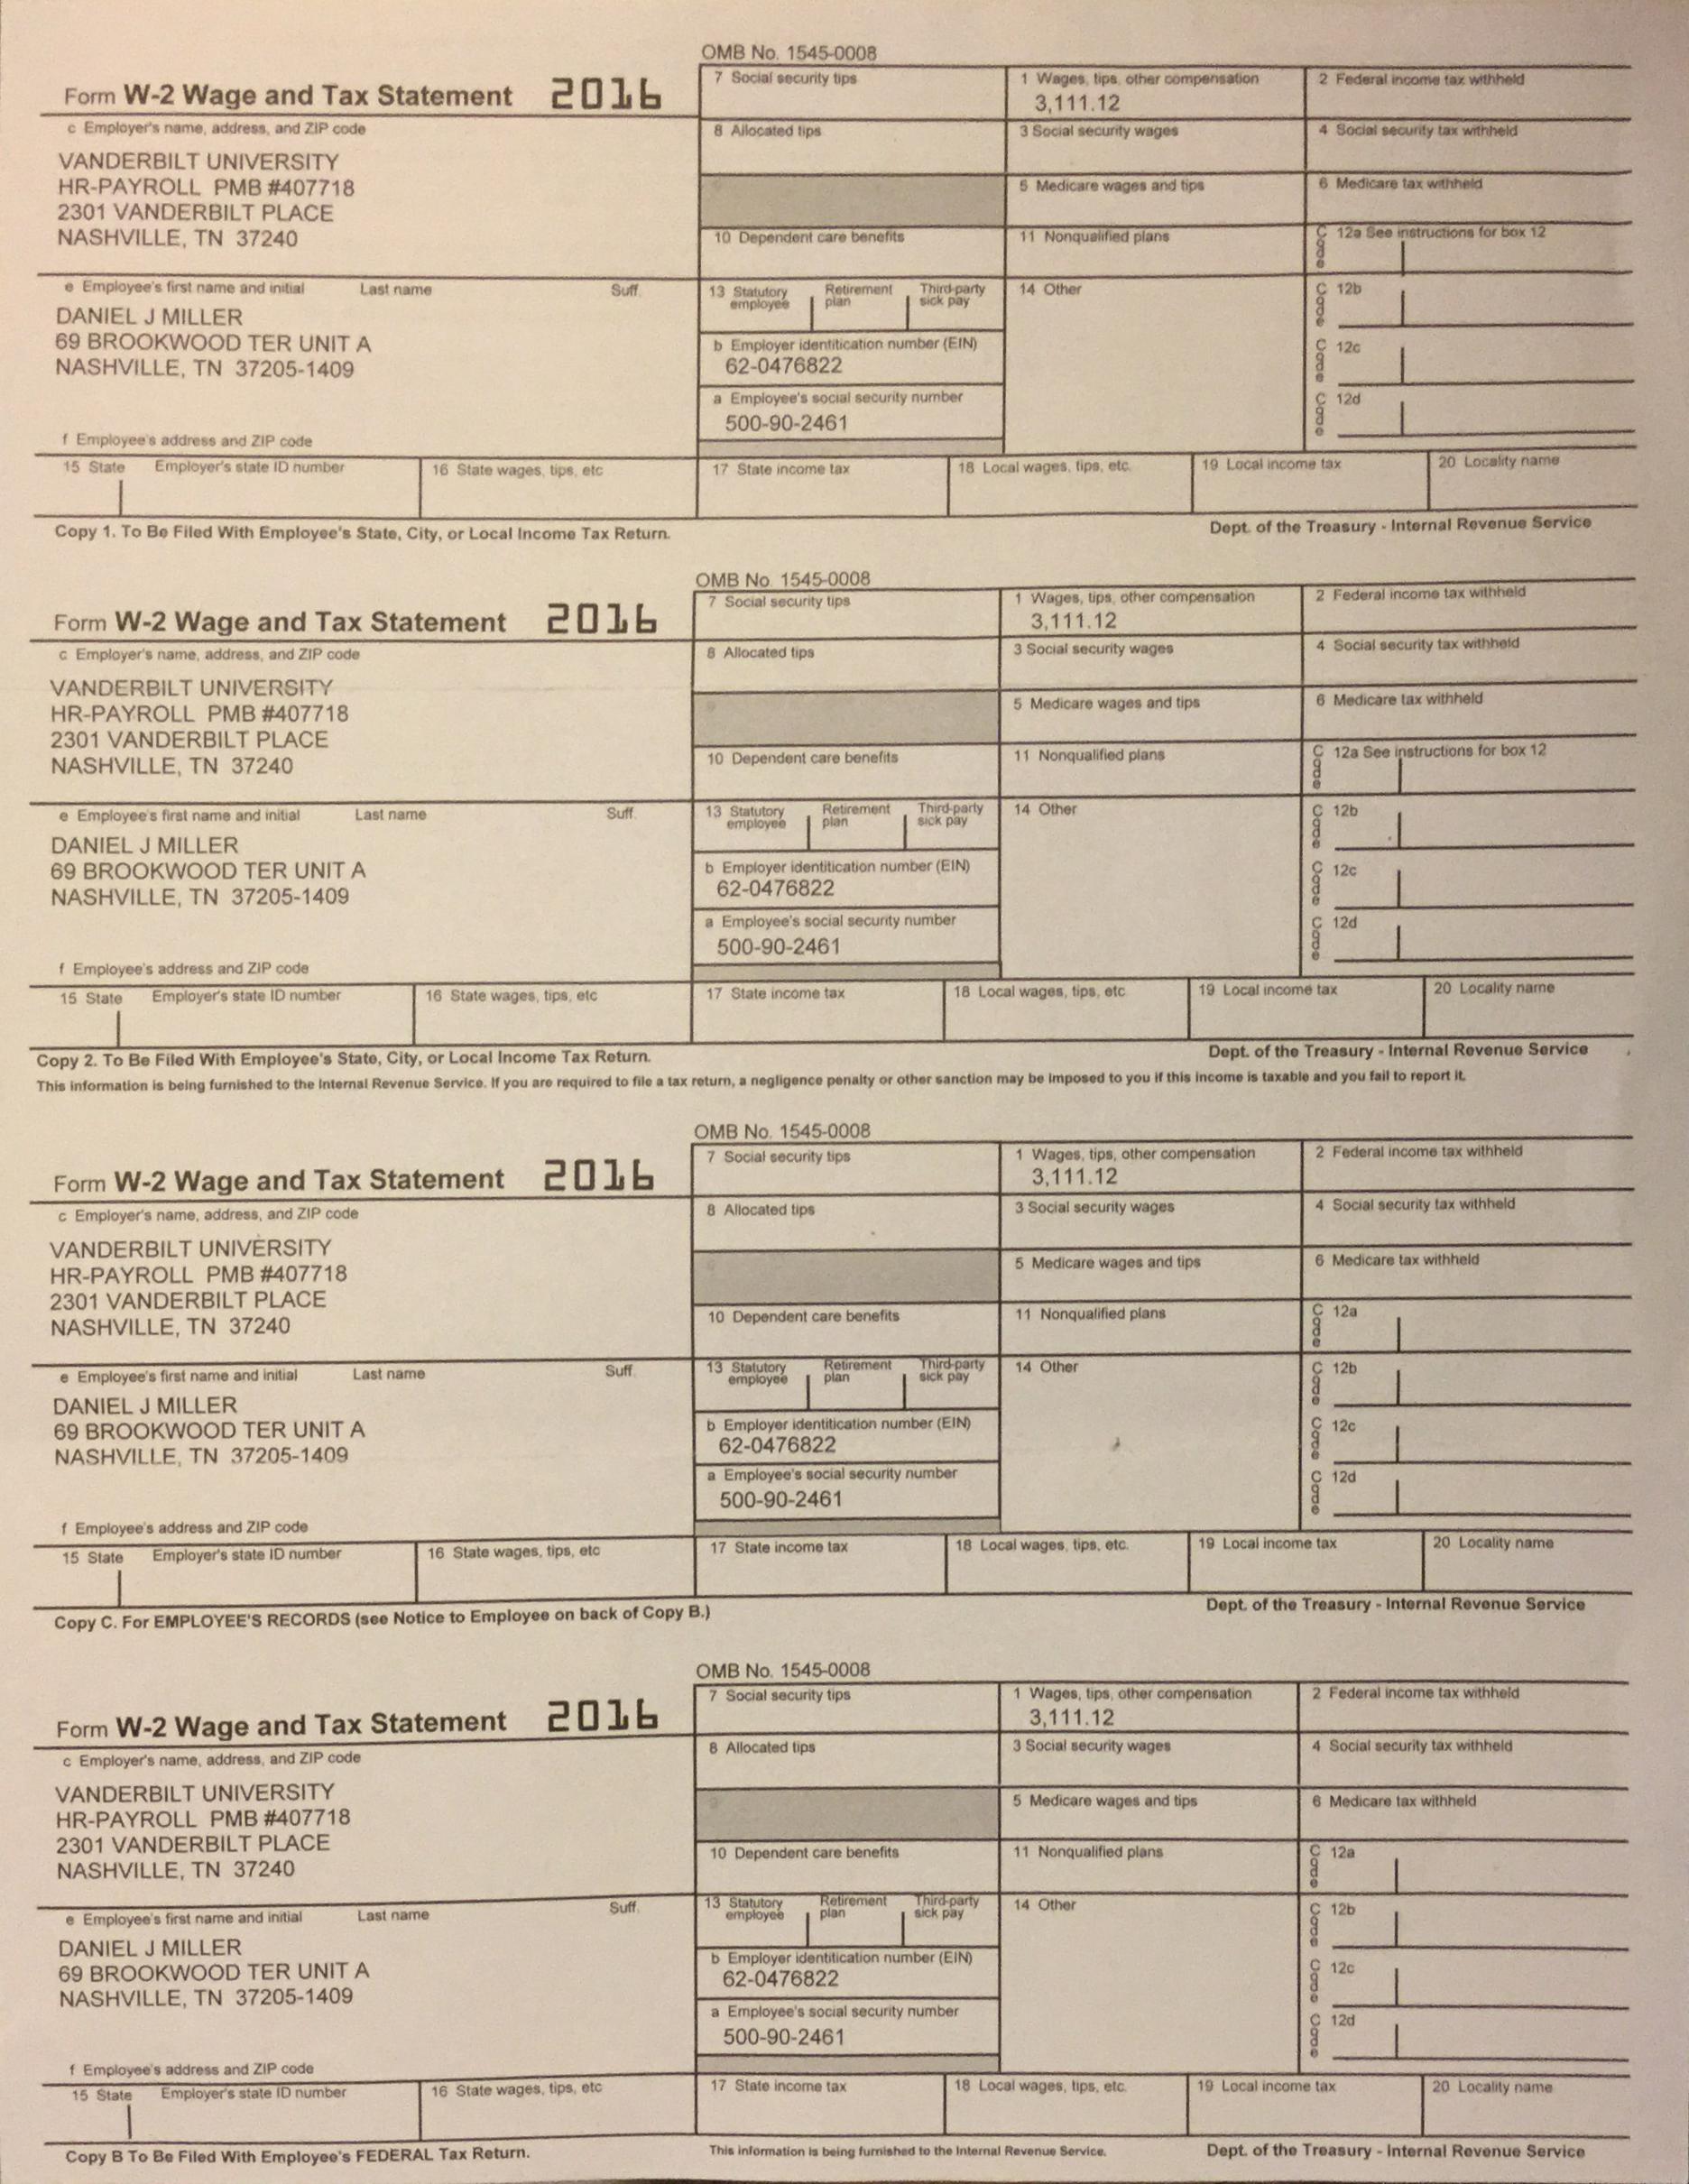 OMB No. 1545-0008
Form W-2 Wage and Tax Statement 2016
7 Social security tips
1 Wages, tips, other compensation
3,111.12
2 Federal income tax withheld
c Employer's name, address, and ZIP code
VANDERBILT UNIVERSITY
HR-PAYROLL PMB #407718
2301 VANDERBILT PLACE
NASHVILLE, TN 37240
8 Allocated tips
3 Social security wages
4 Social security tax withheld
5 Medicare wages and tips
6 Medicare tax withheld
10 Dependent care benefits
11 Nonqualified plans
Code 12a See instructions for box 12
e Employee's first name and initial Last name Suff.
DANIEL J MILLER
69 BROOKWOOD TER UNIT A
NASHVILLE, TN 37205-1409
13 Statutory employee Retirement plan Third-party sick pay
14 Other
Code 12b
b Employer identification number (EIN)
62-0476822
Code 12c
a Employee's social security number
500-90-2461
Code 12d
f Employee's address and ZIP code
15 State Employer's state ID number
16 State wages, tips, etc
17 State income tax
18 Local wages, tips, etc.
19 Local income tax
20 Locality name
Copy 1. To Be Filed With Employee's State, City, or Local Income Tax Return.
Dept. of the Treasury - Internal Revenue Service
OMB No. 1545-0008
Form W-2 Wage and Tax Statement 2016
7 Social security tips
1 Wages, tips, other compensation
3,111.12
2 Federal income tax withheld
c Employer's name, address, and ZIP code
VANDERBILT UNIVERSITY
HR-PAYROLL PMB #407718
2301 VANDERBILT PLACE
NASHVILLE, TN 37240
8 Allocated tips
3 Social security wages
4 Social security tax withheld
5 Medicare wages and tips
6 Medicare tax withheld
10 Dependent care benefits
11 Nonqualified plans
Code 12a See instructions for box 12
e Employee's first name and initial Last name Suff.
DANIEL J MILLER
69 BROOKWOOD TER UNIT A
NASHVILLE, TN 37205-1409
13 Statutory employee Retirement plan Third-party sick pay
14 Other
Code 12b
b Employer identification number (EIN)
62-0476822
Code 12c
a Employee's social security number
500-90-2461
Code 12d
f Employee's address and ZIP code
15 State Employer's state ID number
16 State wages, tips, etc
17 State income tax
18 Local wages, tips, etc
19 Local income tax
20 Locality name
Copy 2. To Be Filed With Employee's State, City, or Local Income Tax Return.
Dept. of the Treasury - Internal Revenue Service
This information is being furnished to the Internal Revenue Service. If you are required to file a tax return, a negligence penalty or other sanction may be imposed to you if this income is taxable and you fail to report it.
OMB No. 1545-0008
Form W-2 Wage and Tax Statement 2016
7 Social security tips
1 Wages, tips, other compensation
3,111.12
2 Federal income tax withheld
c Employer's name, address, and ZIP code
VANDERBILT UNIVERSITY
HR-PAYROLL PMB #407718
2301 VANDERBILT PLACE
NASHVILLE, TN 37240
8 Allocated tips
3 Social security wages
4 Social security tax withheld
5 Medicare wages and tips
6 Medicare tax withheld
10 Dependent care benefits
11 Nonqualified plans
Code 12a
e Employee's first name and initial Last name Suff.
DANIEL J MILLER
69 BROOKWOOD TER UNIT A
NASHVILLE, TN 37205-1409
13 Statutory employee Retirement plan Third-party sick pay
14 Other
Code 12b
b Employer identification number (EIN)
62-0476822
Code 12c
a Employee's social security number
500-90-2461
Code 12d
f Employee's address and ZIP code
15 State Employer's state ID number
16 State wages, tips, etc
17 State income tax
18 Local wages, tips, etc.
19 Local income tax
20 Locality name
Copy C. For EMPLOYEE'S RECORDS (see Notice to Employee on back of Copy B.)
Dept. of the Treasury - Internal Revenue Service
OMB No. 1545-0008
Form W-2 Wage and Tax Statement 2016
7 Social security tips
1 Wages, tips, other compensation
3,111.12
2 Federal income tax withheld
c Employer's name, address, and ZIP code
VANDERBILT UNIVERSITY
HR-PAYROLL PMB #407718
2301 VANDERBILT PLACE
NASHVILLE, TN 37240
8 Allocated tips
3 Social security wages
4 Social security tax withheld
5 Medicare wages and tips
6 Medicare tax withheld
10 Dependent care benefits
11 Nonqualified plans
Code 12a
e Employee's first name and initial Last name Suff.
DANIEL J MILLER
69 BROOKWOOD TER UNIT A
NASHVILLE, TN 37205-1409
13 Statutory employee Retirement plan Third-party sick pay
14 Other
Code 12b
b Employer identification number (EIN)
62-0476822
Code 12c
a Employee's social security number
500-90-2461
Code 12d
f Employee's address and ZIP code
15 State Employer's state ID number
16 State wages, tips, etc
17 State income tax
18 Local wages, tips, etc.
19 Local income tax
20 Locality name
Copy B To Be Filed With Employee's FEDERAL Tax Return.
This information is being furnished to the Internal Revenue Service.
Dept. of the Treasury - Internal Revenue Service